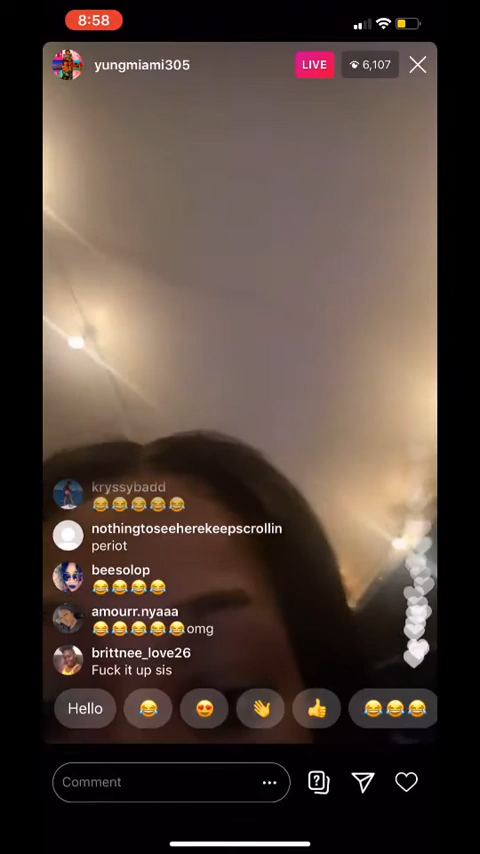 8:58
yungmiami305
LIVE
6,107
kryssybadd
😂😂😂😂😂
nothingtoseeherekeepscrollin
periot
beesolop
😂😂😂😂
amourr.nyaaa
😂😂😂😂😂omg
brittnee_love26
Fuck it up sis
Hello 😂 😍 👋 👍 😂😂😂
Comment